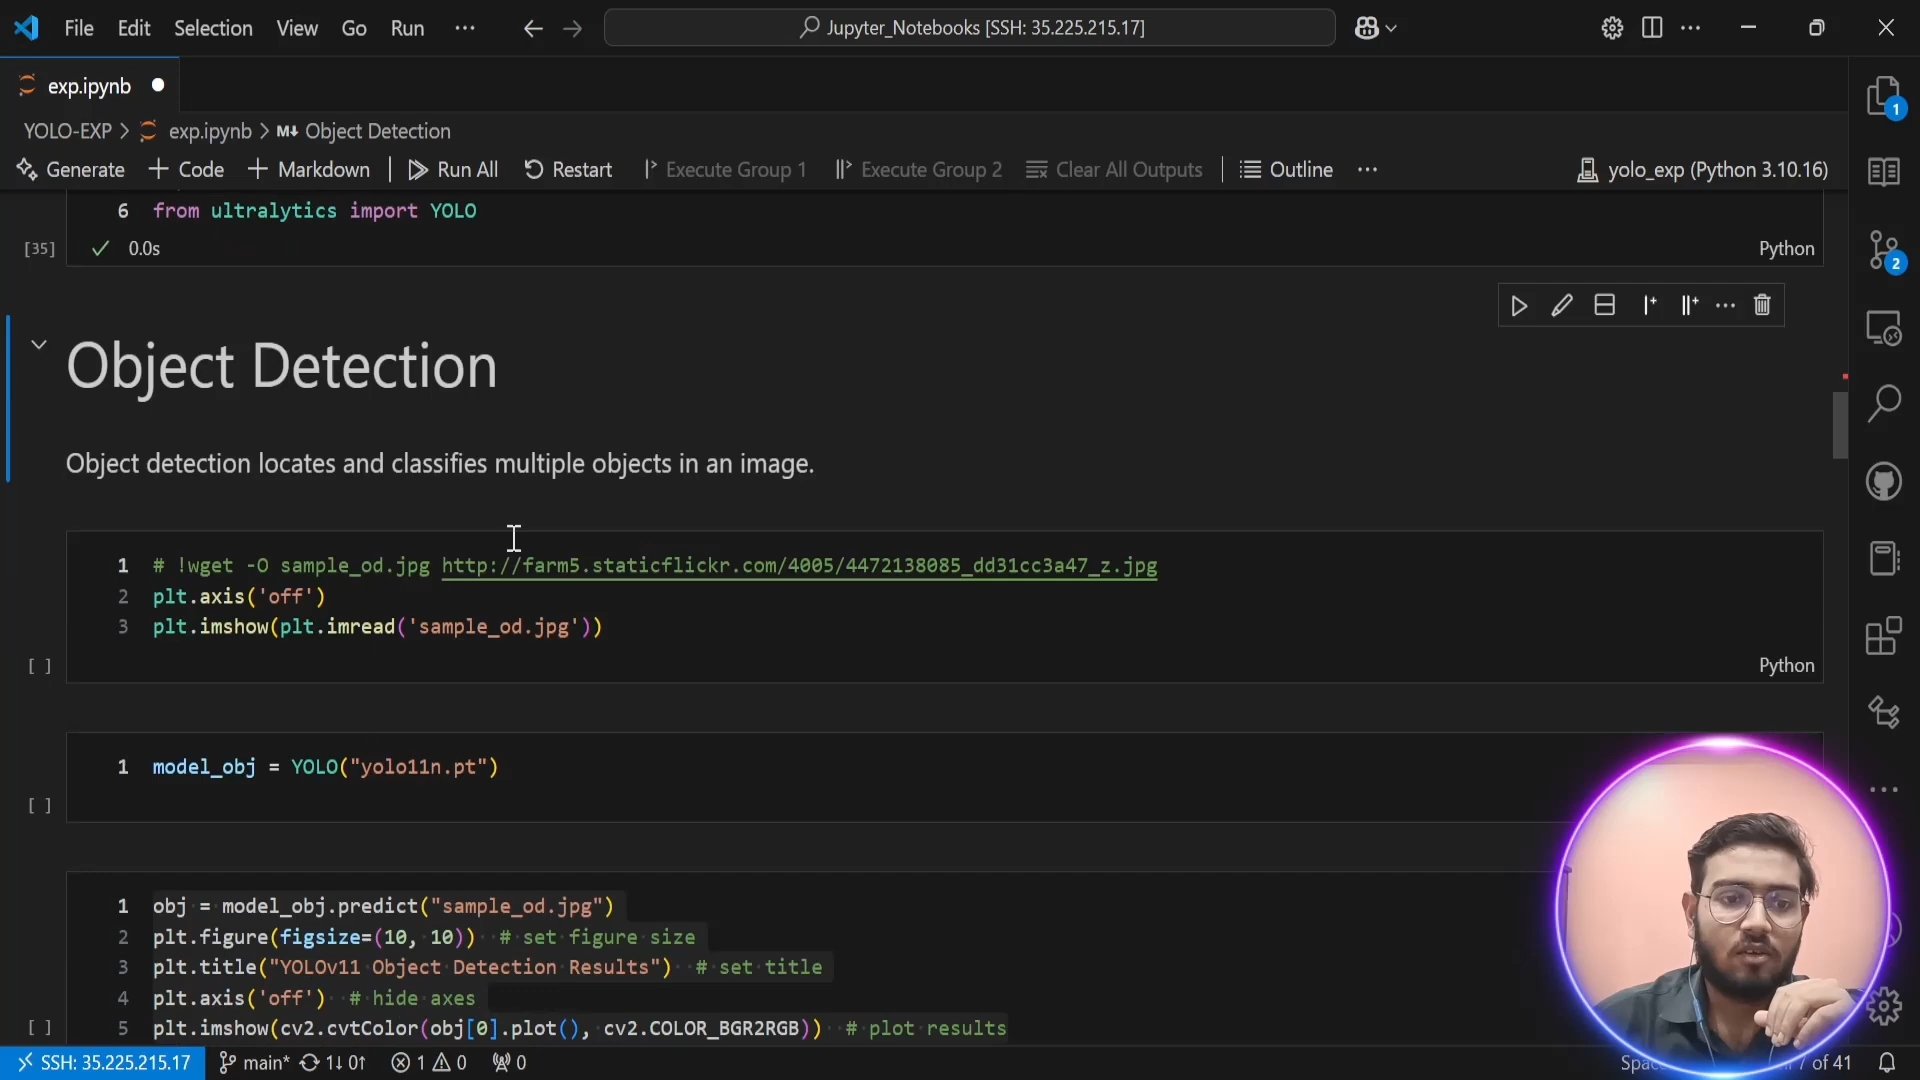 File Edit Selection View Go Run ···
Jupyter_Notebooks [SSH: 35.225.215.17]
exp.ipynb
YOLO-EXP > exp.ipynb > M↓ Object Detection
Generate + Code + Markdown | Run All Restart Execute Group 1 Execute Group 2 Clear All Outputs | Outline ··· yolo_exp (Python 3.10.16)
6 from ultralytics import YOLO
[35] ✓ 0.0s Python
Object Detection
Object detection locates and classifies multiple objects in an image.
1 # !wget -O sample_od.jpg http://farm5.staticflickr.com/4005/4472138085_dd31cc3a47_z.jpg
2 plt.axis('off')
3 plt.imshow(plt.imread('sample_od.jpg'))
[ ] Python
1 model_obj = YOLO("yolo11n.pt")
[ ]
1 obj = model_obj.predict("sample_od.jpg")
2 plt.figure(figsize=(10, 10)) # set figure size
3 plt.title("YOLOv11 Object Detection Results") # set title
4 plt.axis('off') # hide axes
5 plt.imshow(cv2.cvtColor(obj[0].plot(), cv2.COLOR_BGR2RGB)) # plot results
[ ]
1
2
SSH: 35.225.215.17 main* 1↓ 0↑ 1 0 0 of 41